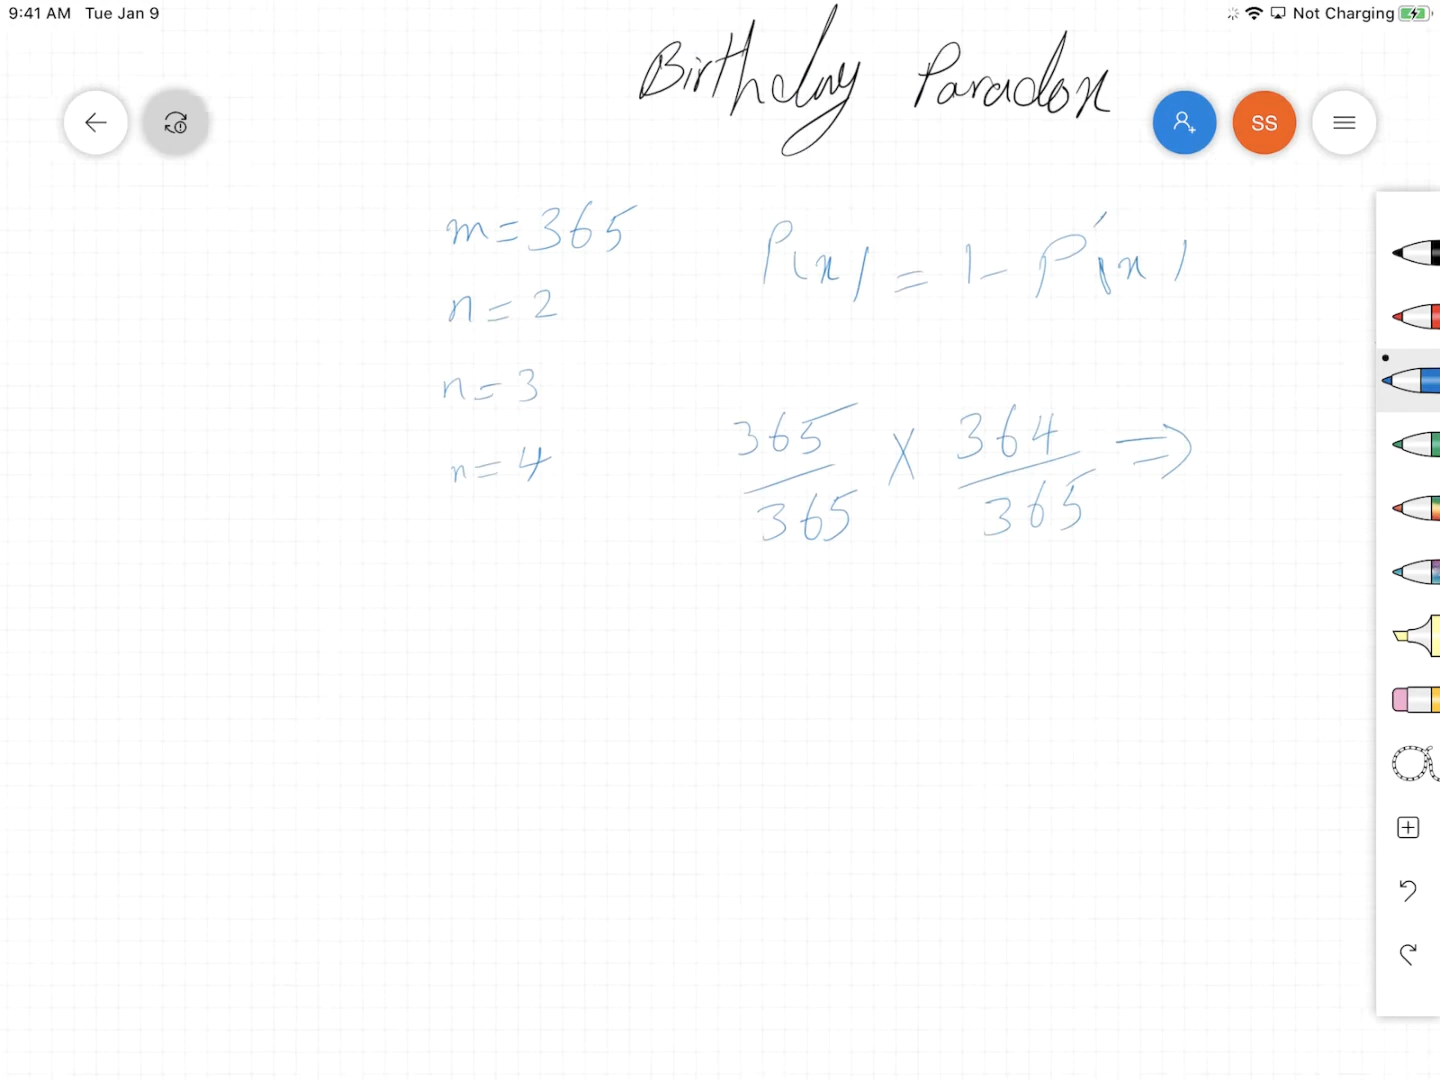 9:41 AM Tue Jan 9
Not Charging
Birthday Paradox
SS
m = 365
P(x) = 1 - P'(x)
n = 2
n = 3
365/365 X 364/365 ⇒
n = 4